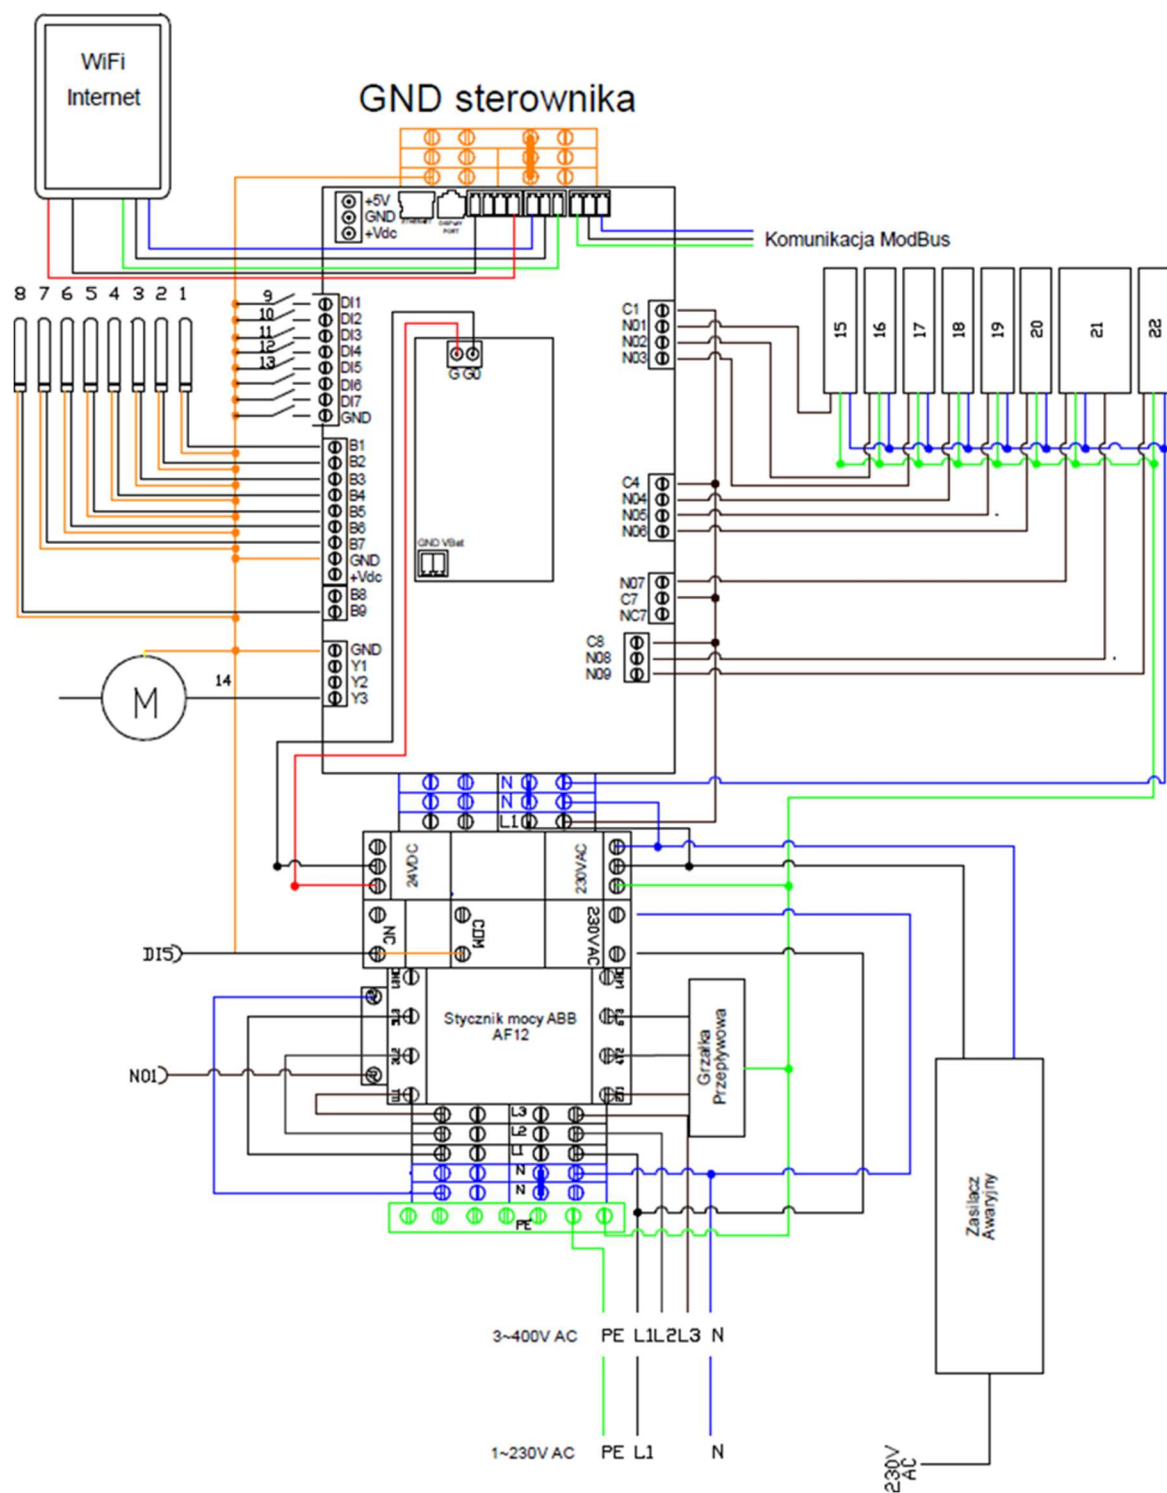 WiFi
Internet
GND sterownika
+5V
GND
+Vdc
Komunikacja ModBus
8 7 6 5 4 3 2 1
9
10
11
12
13
DI1
DI2
DI3
DI4
DI5
DI6
DI7
GND
C1
N01
N02
N03
15 16 17 18 19 20 21 22
G G0
B1
B2
B3
B4
B5
B6
B7
GND
+Vdc
B8
B9
GND VBat
C4
N04
N05
N06
N07
C7
NC7
C8
N08
N09
GND
Y1
Y2
Y3
14
M
N
N
L1
24VDC
230VAC
NC
COM
230VAC
DI5
N01
Stycznik mocy ABB
AF12
Grzałka
Przepływowa
L3
L2
L1
N
N
PE
Zasilacz
Awaryjny
3~400V AC PE L1L2L3 N
1~230V AC PE L1 N
230V
AC